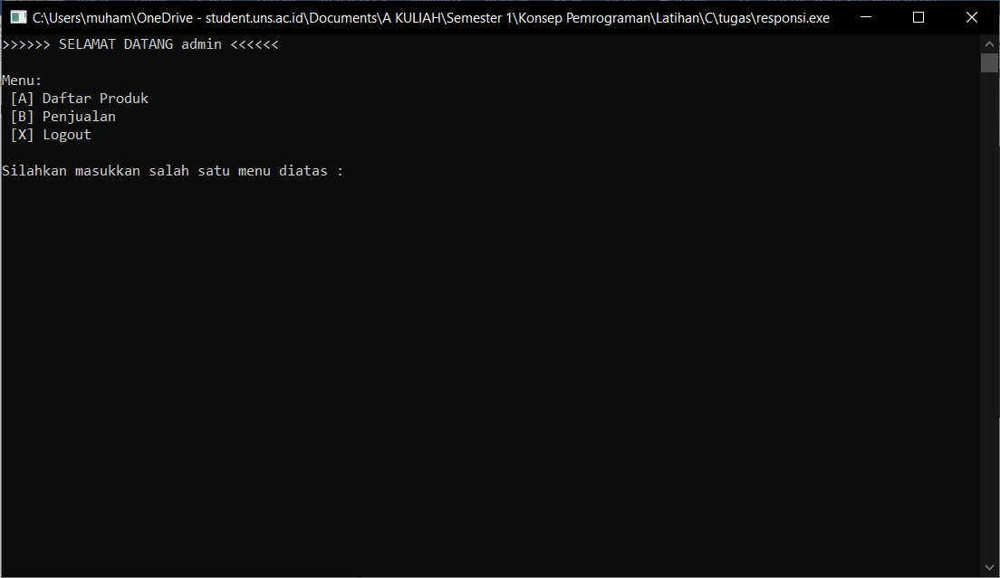 C:\Users\muham\OneDrive - student.uns.ac.id\Documents\A KULIAH\Semester 1\Konsep Pemrograman\Latihan\C\tugas\responsi.exe
>>>>>> SELAMAT DATANG admin <<<<<<
Menu:
[A] Daftar Produk
[B] Penjualan
[X] Logout
Silahkan masukkan salah satu menu diatas :